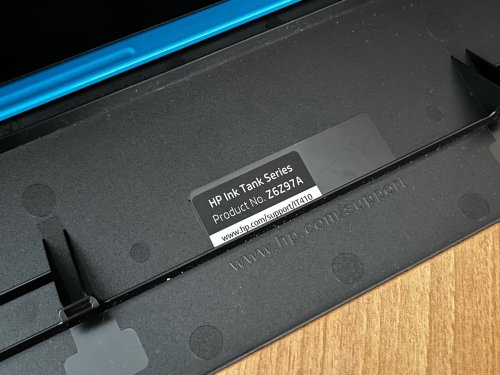 HP Ink Tank Series
Product No. Z6Z97A
www.hp.com/support/IT410
www.hp.com/support